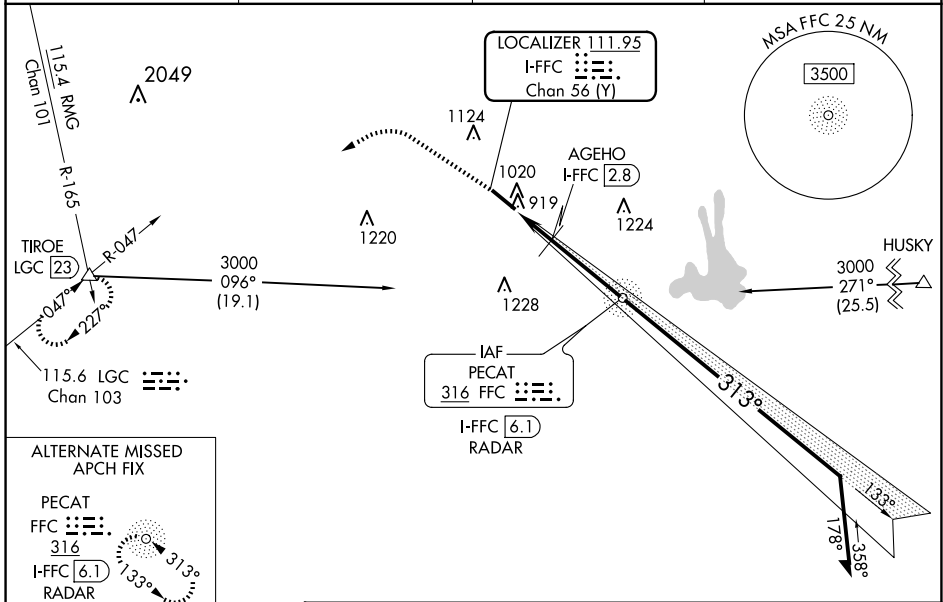 115.4 RMG
Chan 101
R-165
2049
LOCALIZER 111.95
I-FFC
Chan 56 (Y)
MSA FFC 25 NM
3500
1124
1020
919
AGEHO
I-FFC 2.8
1224
1220
TIROE
LGC 23
R-047
047°
227°
3000
096°
(19.1)
1228
HUSKY
3000
271°
(25.5)
115.6 LGC
Chan 103
IAF
PECAT
316 FFC
I-FFC 6.1
RADAR
313°
133°
178°
358°
ALTERNATE MISSED
APCH FIX
PECAT
FFC
316
I-FFC 6.1
RADAR
313°
133°